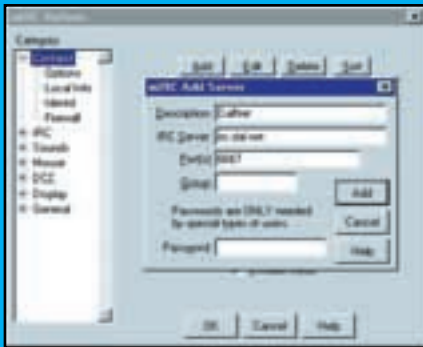 mIRC Options
Category
Connect
Options
Local Info
Identd
Firewall
IRC
Sounds
Mouse
DCC
Display
General
Add Edit Delete Sort
mIRC Add Server
Description:
IRC Server:
Port(s): 6667
Group:
Add
Passwords are ONLY needed
by special types of users.
Cancel
Password:
Help
OK Cancel Help